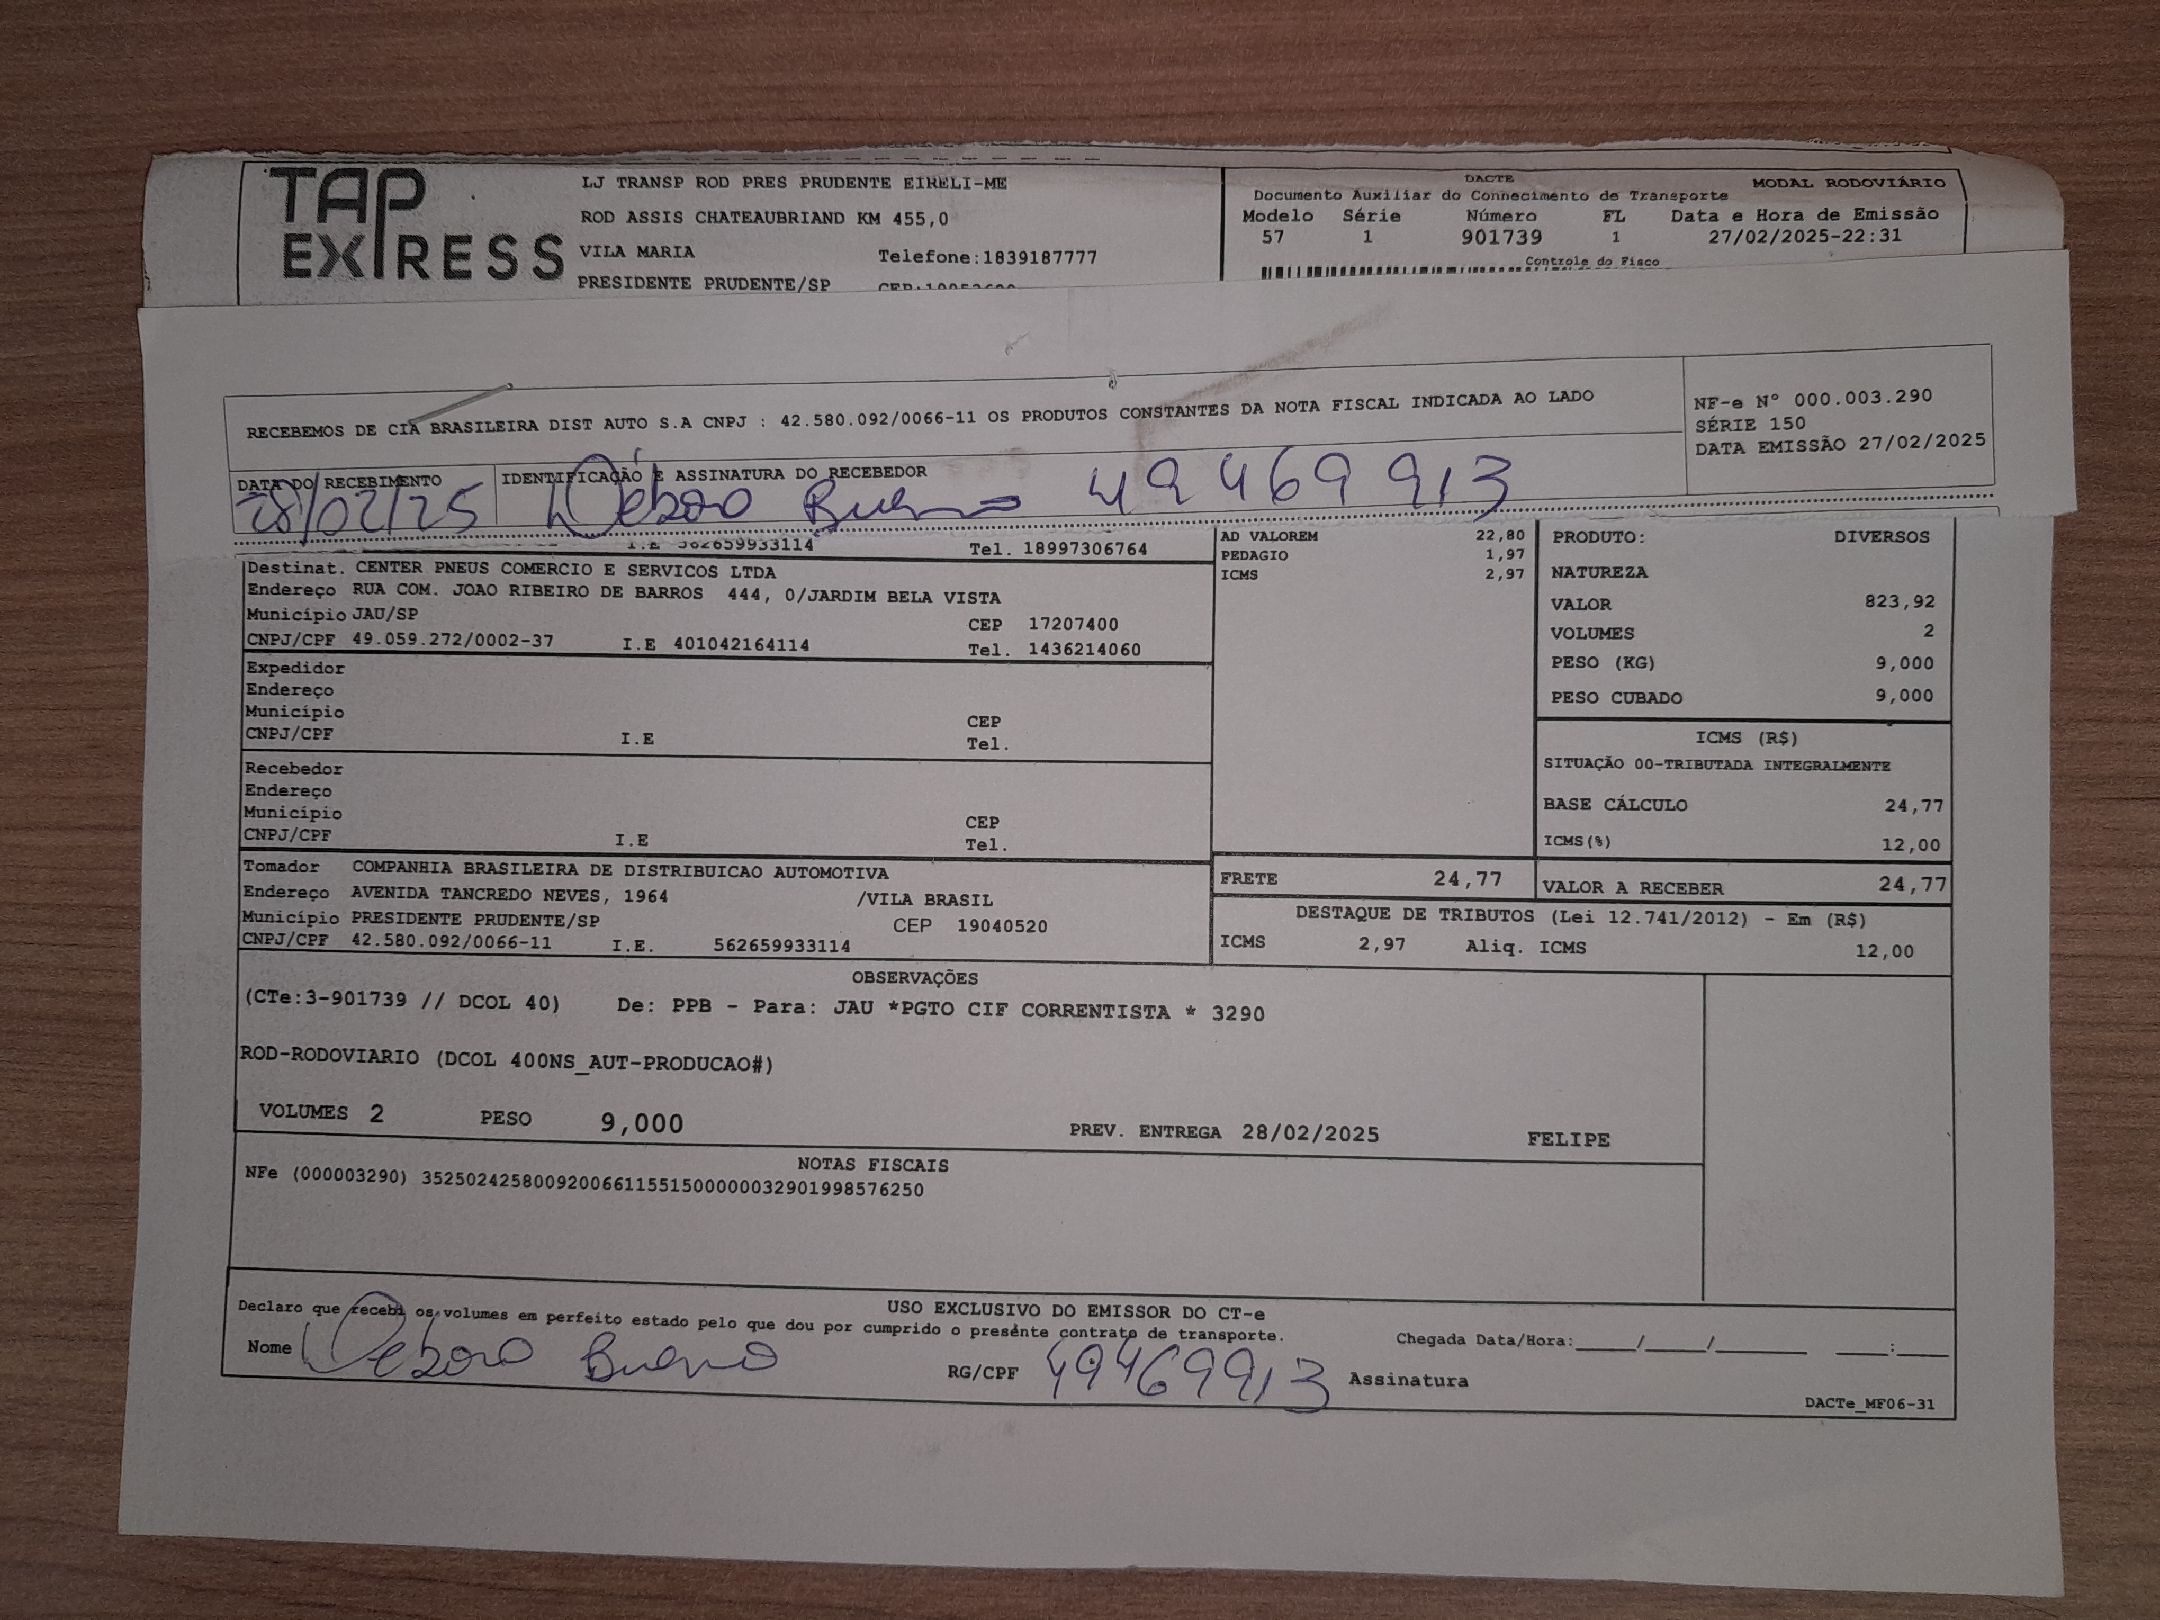 TAP EXPRESS
LJ TRANSP ROD PRES PRUDENTE EIRELI-ME
ROD ASSIS CHATEAUBRIAND KM 455,0
VILA MARIA Telefone:1839187777
PRESIDENTE PRUDENTE/SP
DACTE MODAL RODOVIÁRIO
Documento Auxiliar do Connecimento de Transporte
Modelo Série Número FL Data e Hora de Emissão
57 1 901739 1 27/02/2025-22:31
Controle do Fisco
RECEBEMOS DE CIA BRASILEIRA DIST AUTO S.A CNPJ : 42.580.092/0066-11 OS PRODUTOS CONSTANTES DA NOTA FISCAL INDICADA AO LADO
NF-e Nº 000.003.290
SÉRIE 150
DATA EMISSÃO 27/02/2025
DATA DO RECEBIMENTO IDENTIFICAÇÃO E ASSINATURA DO RECEBEDOR
28/02/25 Debora Bueno 49469913
I.E 562659933114 Tel. 18997306764
Destinat. CENTER PNEUS COMERCIO E SERVICOS LTDA
Endereço RUA COM. JOAO RIBEIRO DE BARROS 444, 0/JARDIM BELA VISTA
Município JAU/SP CEP 17207400
CNPJ/CPF 49.059.272/0002-37 I.E 401042164114 Tel. 1436214060
Expedidor
Endereço
Município CEP
CNPJ/CPF I.E Tel.
Recebedor
Endereço
Município CEP
CNPJ/CPF I.E Tel.
Tomador COMPANHIA BRASILEIRA DE DISTRIBUICAO AUTOMOTIVA
Endereço AVENIDA TANCREDO NEVES, 1964 /VILA BRASIL
Município PRESIDENTE PRUDENTE/SP CEP 19040520
CNPJ/CPF 42.580.092/0066-11 I.E. 562659933114
AD VALOREM 22,80
PEDAGIO 1,97
ICMS 2,97
PRODUTO: DIVERSOS
NATUREZA
VALOR 823,92
VOLUMES 2
PESO (KG) 9,000
PESO CUBADO 9,000
ICMS (R$)
SITUAÇÃO 00-TRIBUTADA INTEGRALMENTE
BASE CÁLCULO 24,77
ICMS(%) 12,00
FRETE 24,77 VALOR A RECEBER 24,77
DESTAQUE DE TRIBUTOS (Lei 12.741/2012) - Em (R$)
ICMS 2,97 Aliq. ICMS 12,00
OBSERVAÇÕES
(CTe:3-901739 // DCOL 40) De: PPB - Para: JAU *PGTO CIF CORRENTISTA * 3290
ROD-RODOVIARIO (DCOL 400NS_AUT-PRODUCAO#)
VOLUMES 2 PESO 9,000 PREV. ENTREGA 28/02/2025 FELIPE
NOTAS FISCAIS
NFe (000003290) 35250242580092006611551500000032901998576250
USO EXCLUSIVO DO EMISSOR DO CT-e
Declaro que recebi os volumes em perfeito estado pelo que dou por cumprido o presente contrato de transporte.
Chegada Data/Hora:____/____/______ ___:___
Nome Debora Bueno RG/CPF 49469913 Assinatura
DACTe_MF06-31